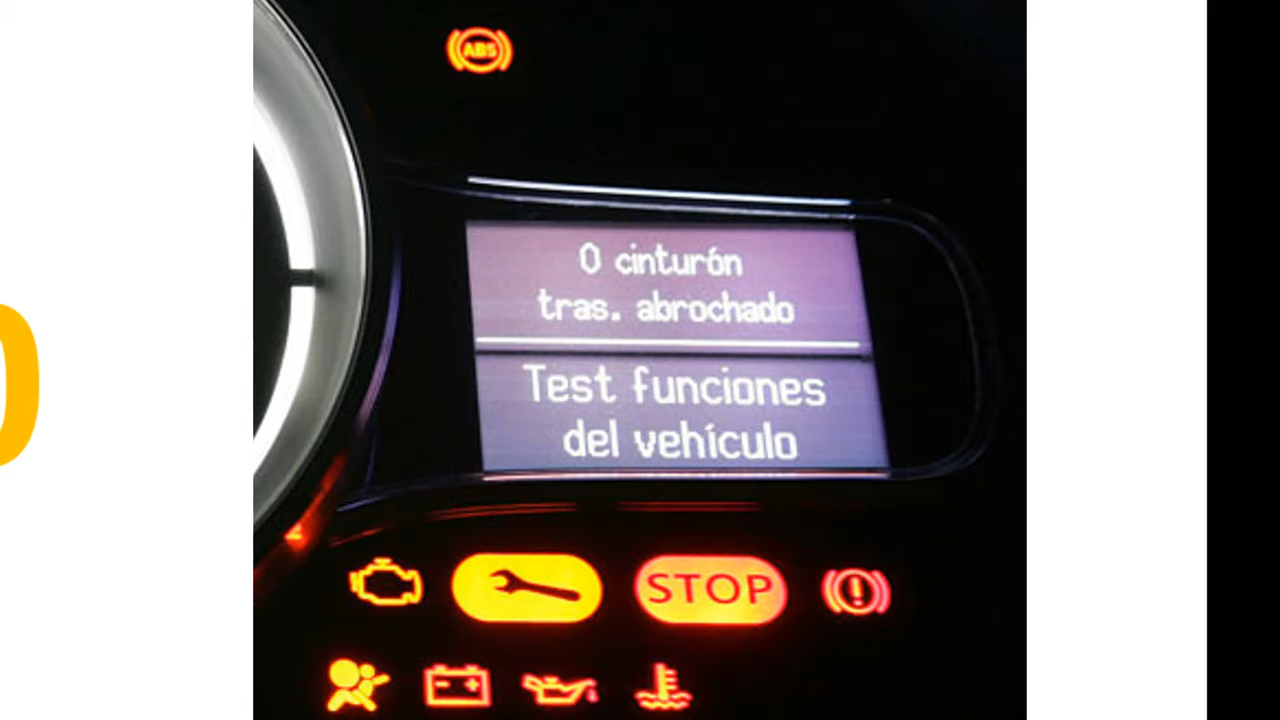 ABS
0 cinturón
tras. abrochado
Test funciones
del vehículo
STOP